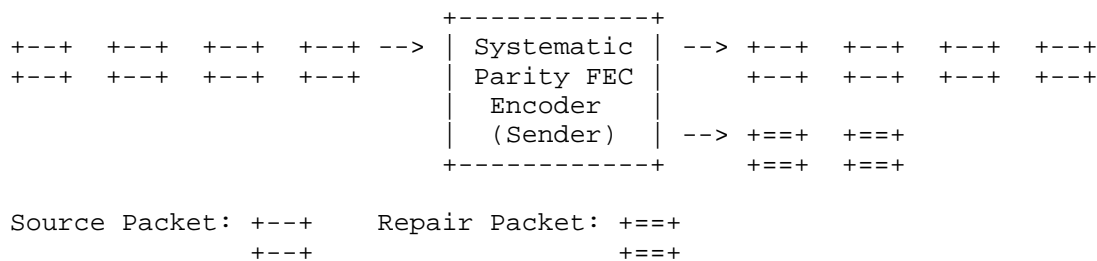 +------------+
+--+  +--+  +--+  +--+ -->  | Systematic | --> +--+  +--+  +--+  +--+
+--+  +--+  +--+  +--+      | Parity FEC |     +--+  +--+  +--+  +--+
                            |  Encoder   |
                            |  (Sender)  | --> +==+  +==+
                            +------------+     +==+  +==+

Source Packet: +--+    Repair Packet: +==+
               +--+                   +==+